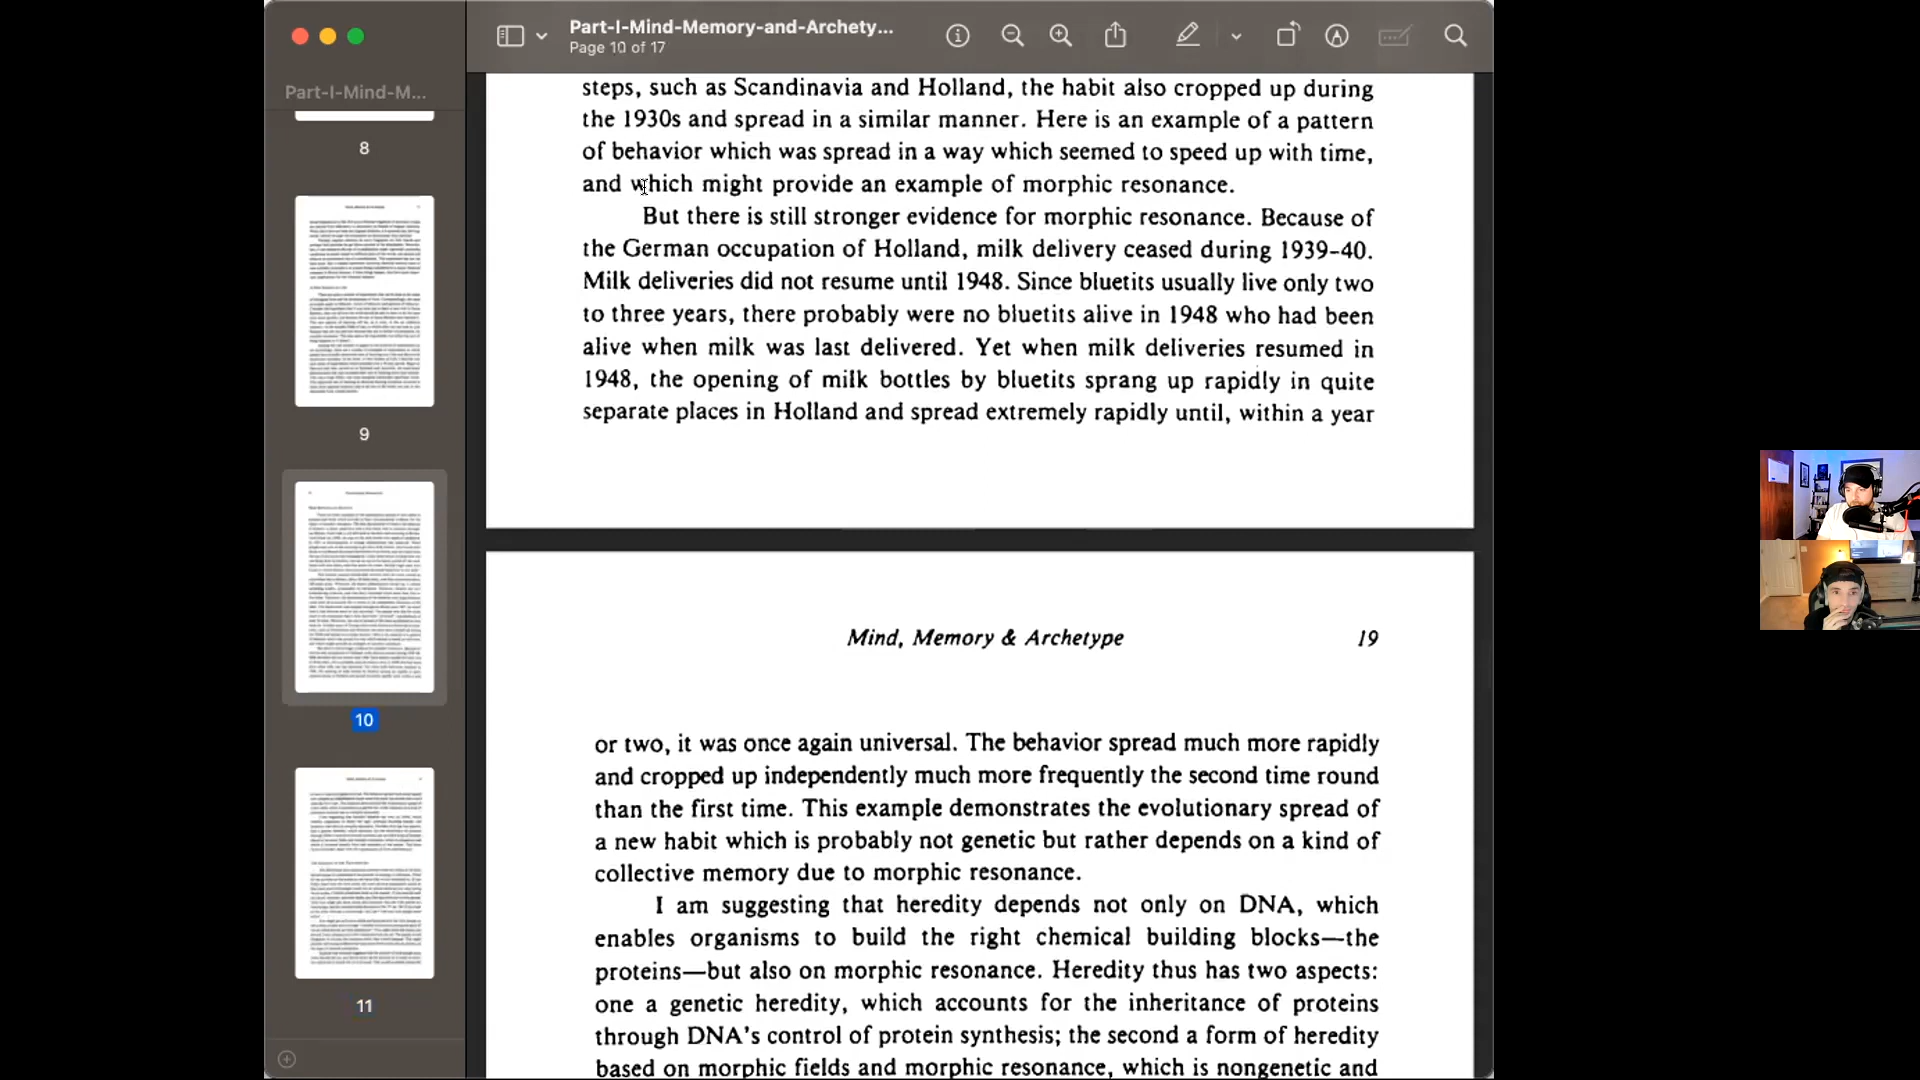 Part-I-Mind-Memory-and-Archety...
Page 10 of 17
Part-I-Mind-M...
8
9
10
11
steps, such as Scandinavia and Holland, the habit also cropped up during
the 1930s and spread in a similar manner. Here is an example of a pattern
of behavior which was spread in a way which seemed to speed up with time,
and which might provide an example of morphic resonance.
But there is still stronger evidence for morphic resonance. Because of
the German occupation of Holland, milk delivery ceased during 1939–40.
Milk deliveries did not resume until 1948. Since bluetits usually live only two
to three years, there probably were no bluetits alive in 1948 who had been
alive when milk was last delivered. Yet when milk deliveries resumed in
1948, the opening of milk bottles by bluetits sprang up rapidly in quite
separate places in Holland and spread extremely rapidly until, within a year
Mind, Memory & Archetype 19
or two, it was once again universal. The behavior spread much more rapidly
and cropped up independently much more frequently the second time round
than the first time. This example demonstrates the evolutionary spread of
a new habit which is probably not genetic but rather depends on a kind of
collective memory due to morphic resonance.
I am suggesting that heredity depends not only on DNA, which
enables organisms to build the right chemical building blocks—the
proteins—but also on morphic resonance. Heredity thus has two aspects:
one a genetic heredity, which accounts for the inheritance of proteins
through DNA's control of protein synthesis; the second a form of heredity
based on morphic fields and morphic resonance, which is nongenetic and